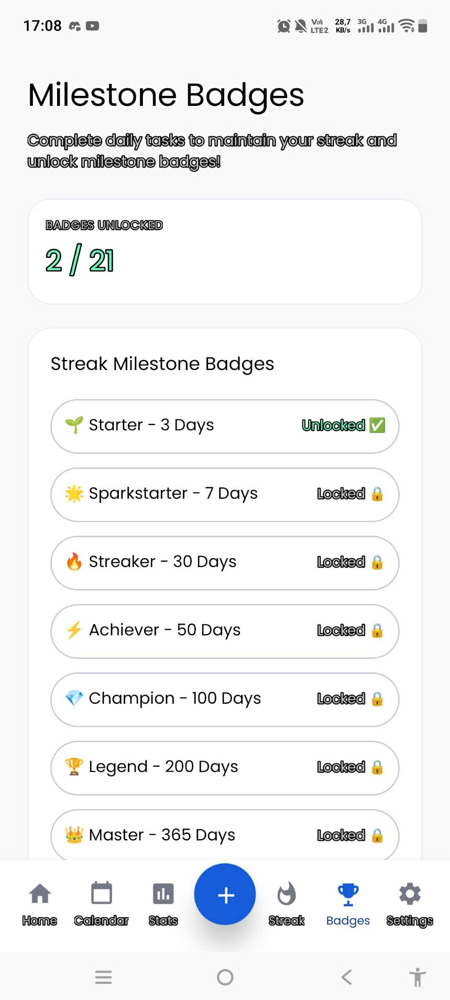 17:08
Vo) LTE2 28,7 KB/s 3G 4G
Milestone Badges
Complete daily tasks to maintain your streak and
unlock milestone badges!
BADGES UNLOCKED
2 / 21
Streak Milestone Badges
Starter - 3 Days Unlocked
Sparkstarter - 7 Days Locked
Streaker - 30 Days Locked
Achiever - 50 Days Locked
Champion - 100 Days Locked
Legend - 200 Days Locked
Master - 365 Days Locked
Home Calendar Stats + Streak Badges Settings